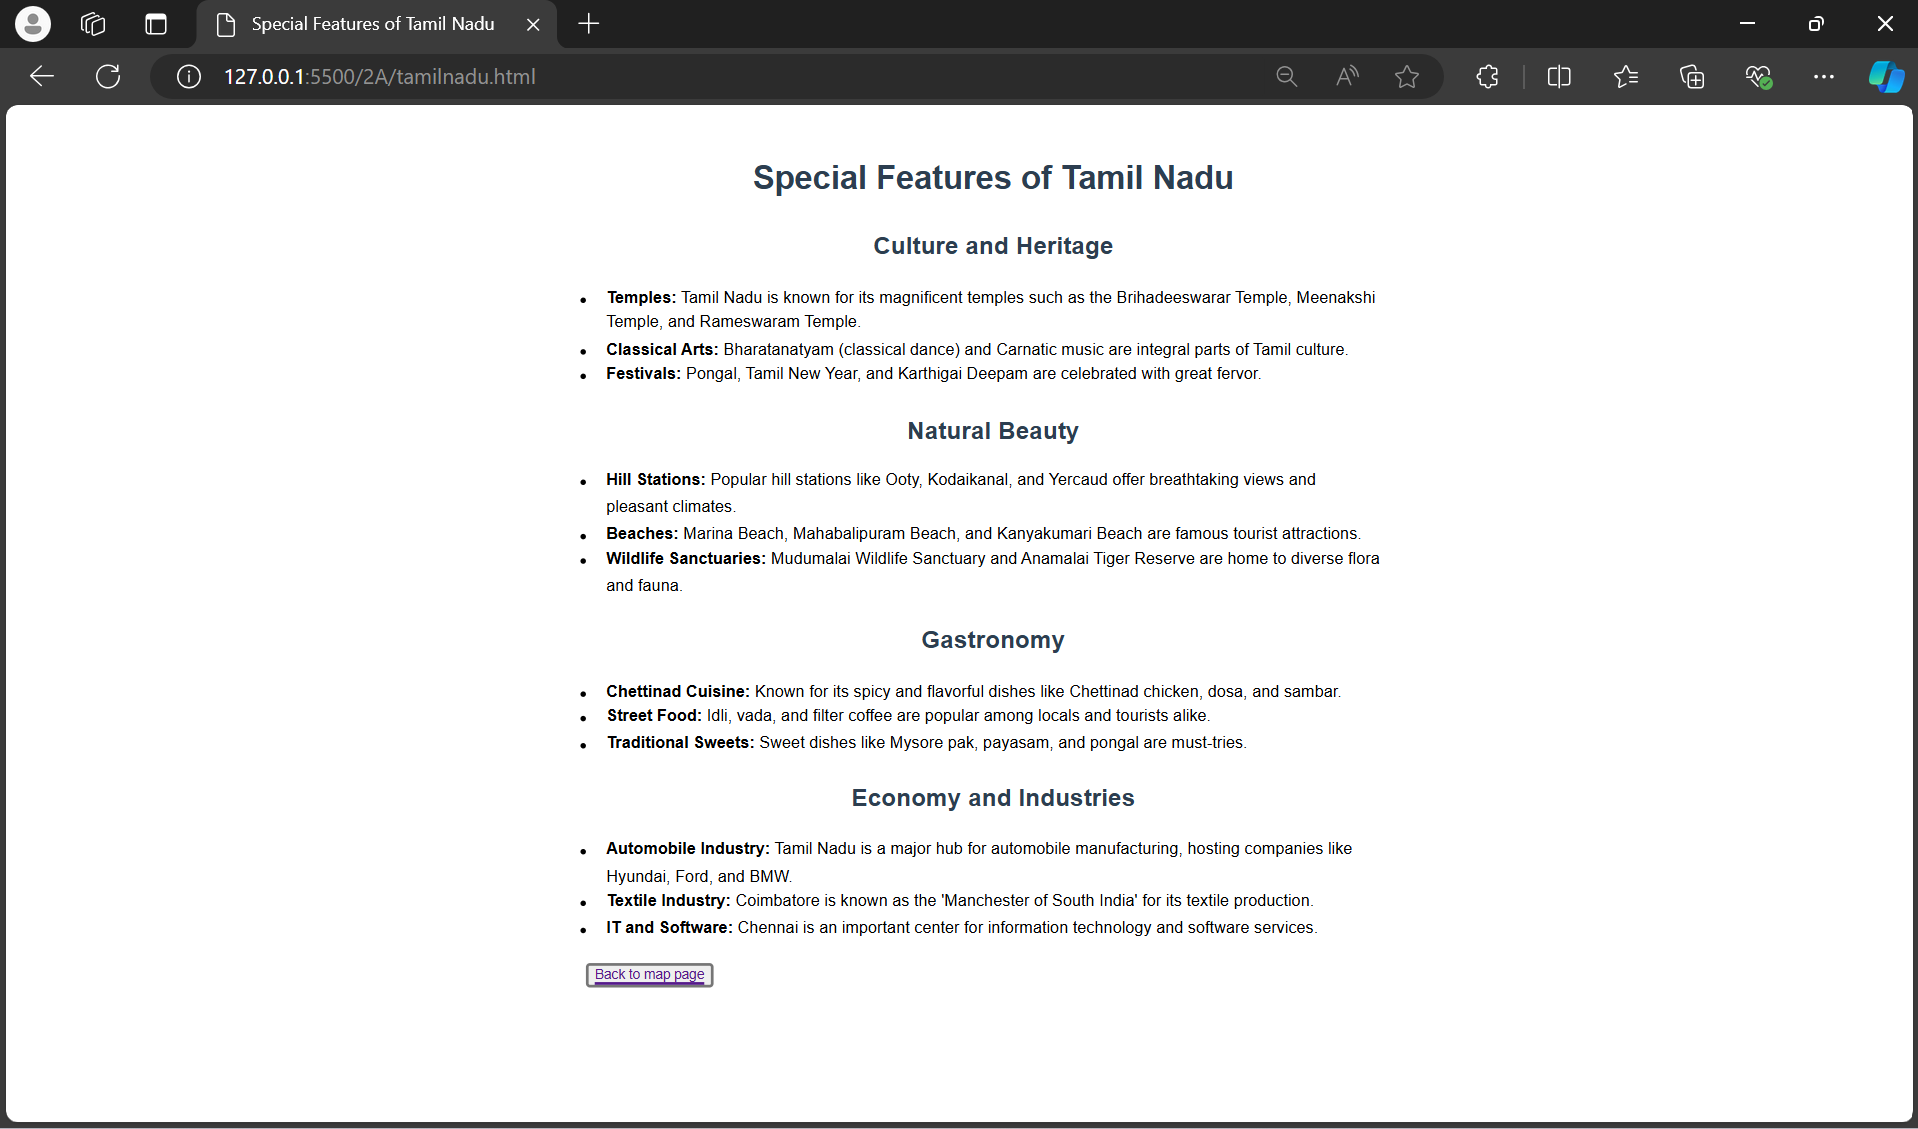 Special Features of Tamil Nadu
127.0.0.1:5500/2A/tamilnadu.html
Special Features of Tamil Nadu
Culture and Heritage
• Temples: Tamil Nadu is known for its magnificent temples such as the Brihadeeswarar Temple, Meenakshi
Temple, and Rameswaram Temple.
• Classical Arts: Bharatanatyam (classical dance) and Carnatic music are integral parts of Tamil culture.
• Festivals: Pongal, Tamil New Year, and Karthigai Deepam are celebrated with great fervor.
Natural Beauty
• Hill Stations: Popular hill stations like Ooty, Kodaikanal, and Yercaud offer breathtaking views and
pleasant climates.
• Beaches: Marina Beach, Mahabalipuram Beach, and Kanyakumari Beach are famous tourist attractions.
• Wildlife Sanctuaries: Mudumalai Wildlife Sanctuary and Anamalai Tiger Reserve are home to diverse flora
and fauna.
Gastronomy
• Chettinad Cuisine: Known for its spicy and flavorful dishes like Chettinad chicken, dosa, and sambar.
• Street Food: Idli, vada, and filter coffee are popular among locals and tourists alike.
• Traditional Sweets: Sweet dishes like Mysore pak, payasam, and pongal are must-tries.
Economy and Industries
• Automobile Industry: Tamil Nadu is a major hub for automobile manufacturing, hosting companies like
Hyundai, Ford, and BMW.
• Textile Industry: Coimbatore is known as the 'Manchester of South India' for its textile production.
• IT and Software: Chennai is an important center for information technology and software services.
Back to map page